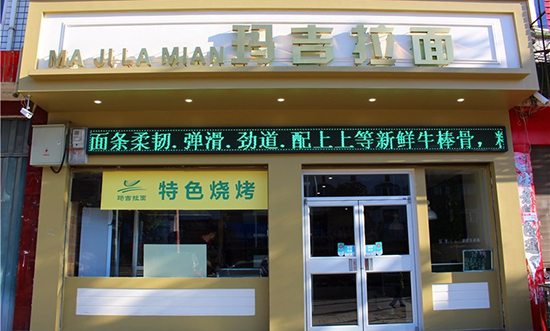 MA JI LA MIAN 玛吉拉面
面条柔韧.弹滑.劲道.配上上等新鲜牛棒骨,
特色烧烤
玛吉拉面